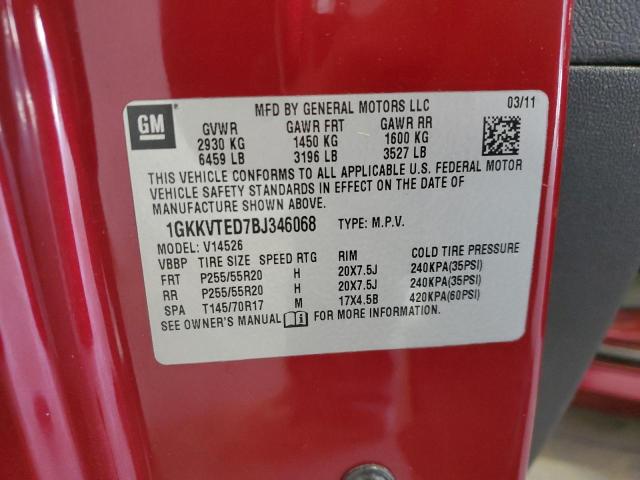 GM
MFD BY GENERAL MOTORS LLC 03/11
GVWR GAWR FRT GAWR RR
2930 KG 1450 KG 1600 KG
6459 LB 3196 LB 3527 LB
THIS VEHICLE CONFORMS TO ALL APPLICABLE U.S. FEDERAL MOTOR
VEHICLE SAFETY STANDARDS IN EFFECT ON THE DATE OF
MANUFACTURE SHOWN ABOVE.
1GKKVTED7BJ346068 TYPE: M.P.V.
MODEL: V14526
VBBP TIRE SIZE SPEED RTG RIM COLD TIRE PRESSURE
FRT P255/55R20 H 20X7.5J 240KPA(35PSI)
RR P255/55R20 H 20X7.5J 240KPA(35PSI)
SPA T145/70R17 M 17X4.5B 420KPA(60PSI)
SEE OWNER'S MANUAL i FOR MORE INFORMATION.